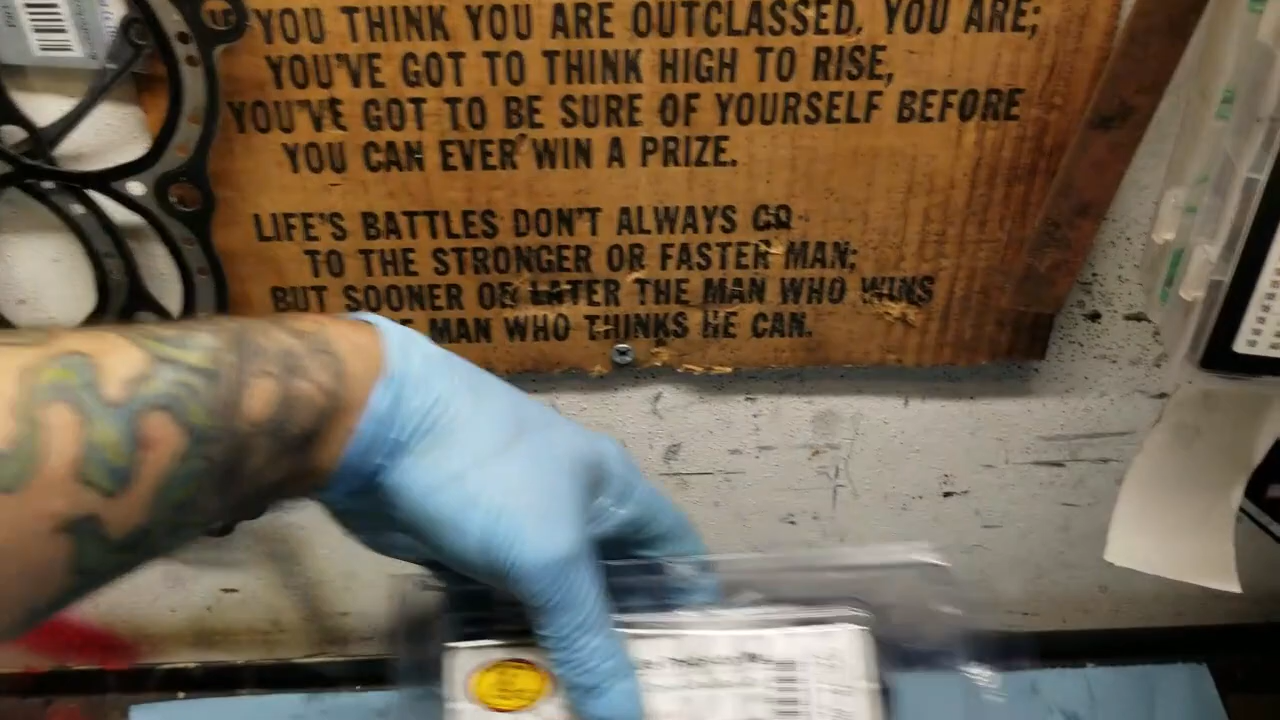 YOU THINK YOU ARE OUTCLASSED, YOU ARE;
YOU'VE GOT TO THINK HIGH TO RISE,
YOU'VE GOT TO BE SURE OF YOURSELF BEFORE
YOU CAN EVER WIN A PRIZE.
LIFE'S BATTLES DON'T ALWAYS GO
TO THE STRONGER OR FASTER MAN;
BUT SOONER OR LATER THE MAN WHO WINS
MAN WHO THINKS HE CAN.